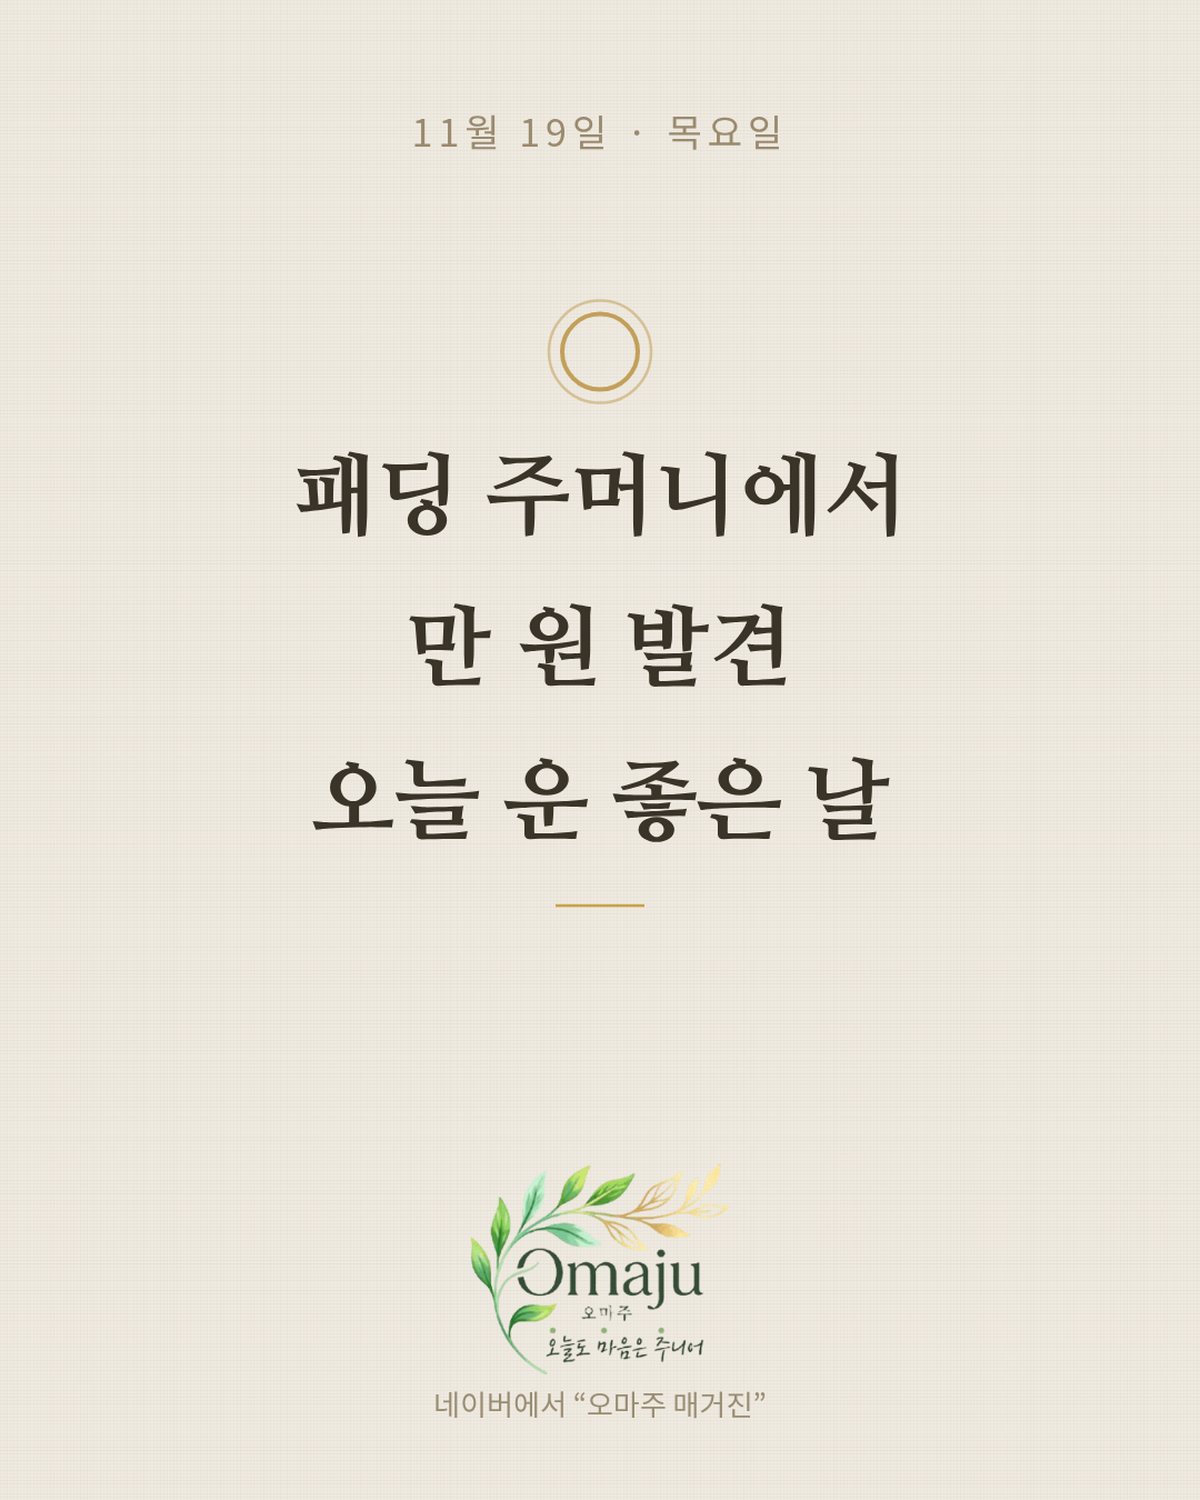 11월 19일 · 목요일
패딩 주머니에서
만 원 발견
오늘 운 좋은 날
Omaju
오마주
오늘도 마음은 주니어
네이버에서 “오마주 매거진”